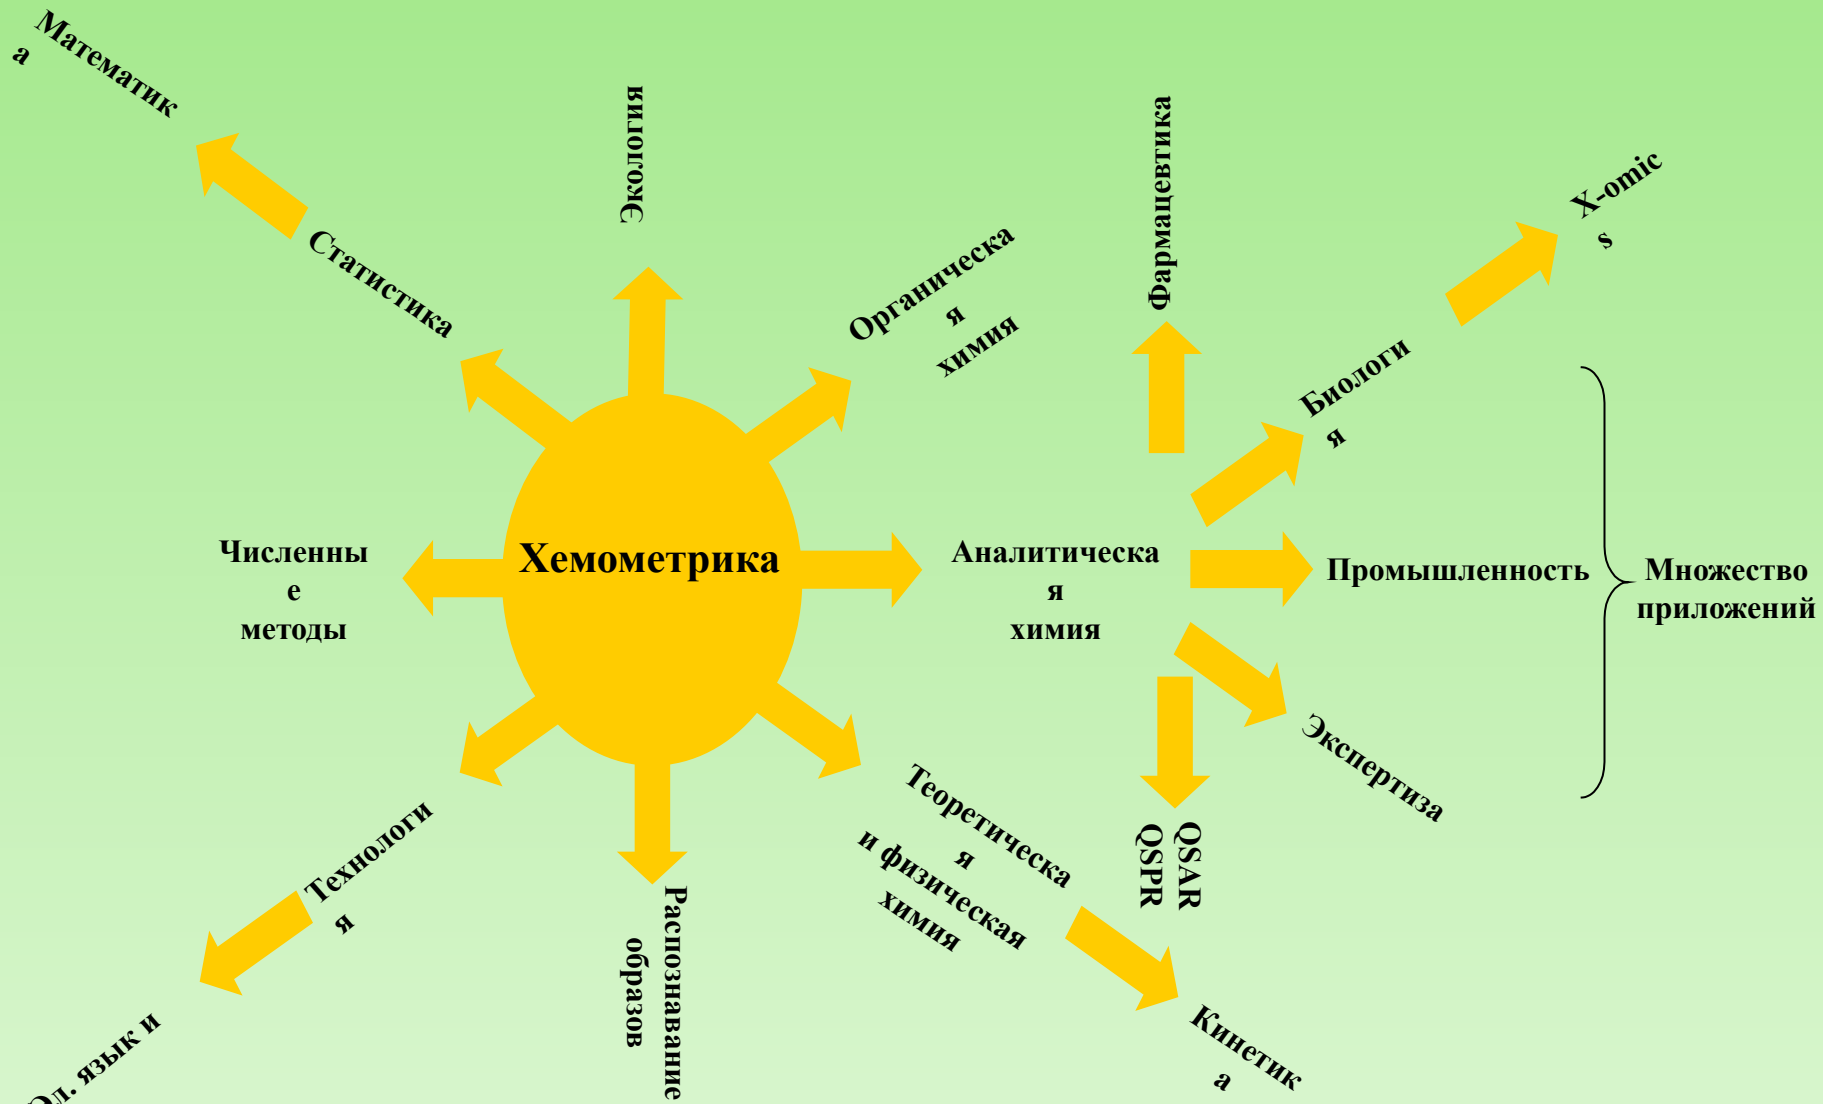 Математик
а
Статистика
Экология
Органическа
я
химия
Фармацевтика
X-omic
s
Биологи
я
Численны
е
методы
Хемометрика
Аналитическа
я
химия
Промышленность
Множество
приложений
Экспертиза
QSAR
QSPR
Теоретическа
я
и физическая
химия
Кинетик
а
Технологи
я
Распознавание
образов
язык и